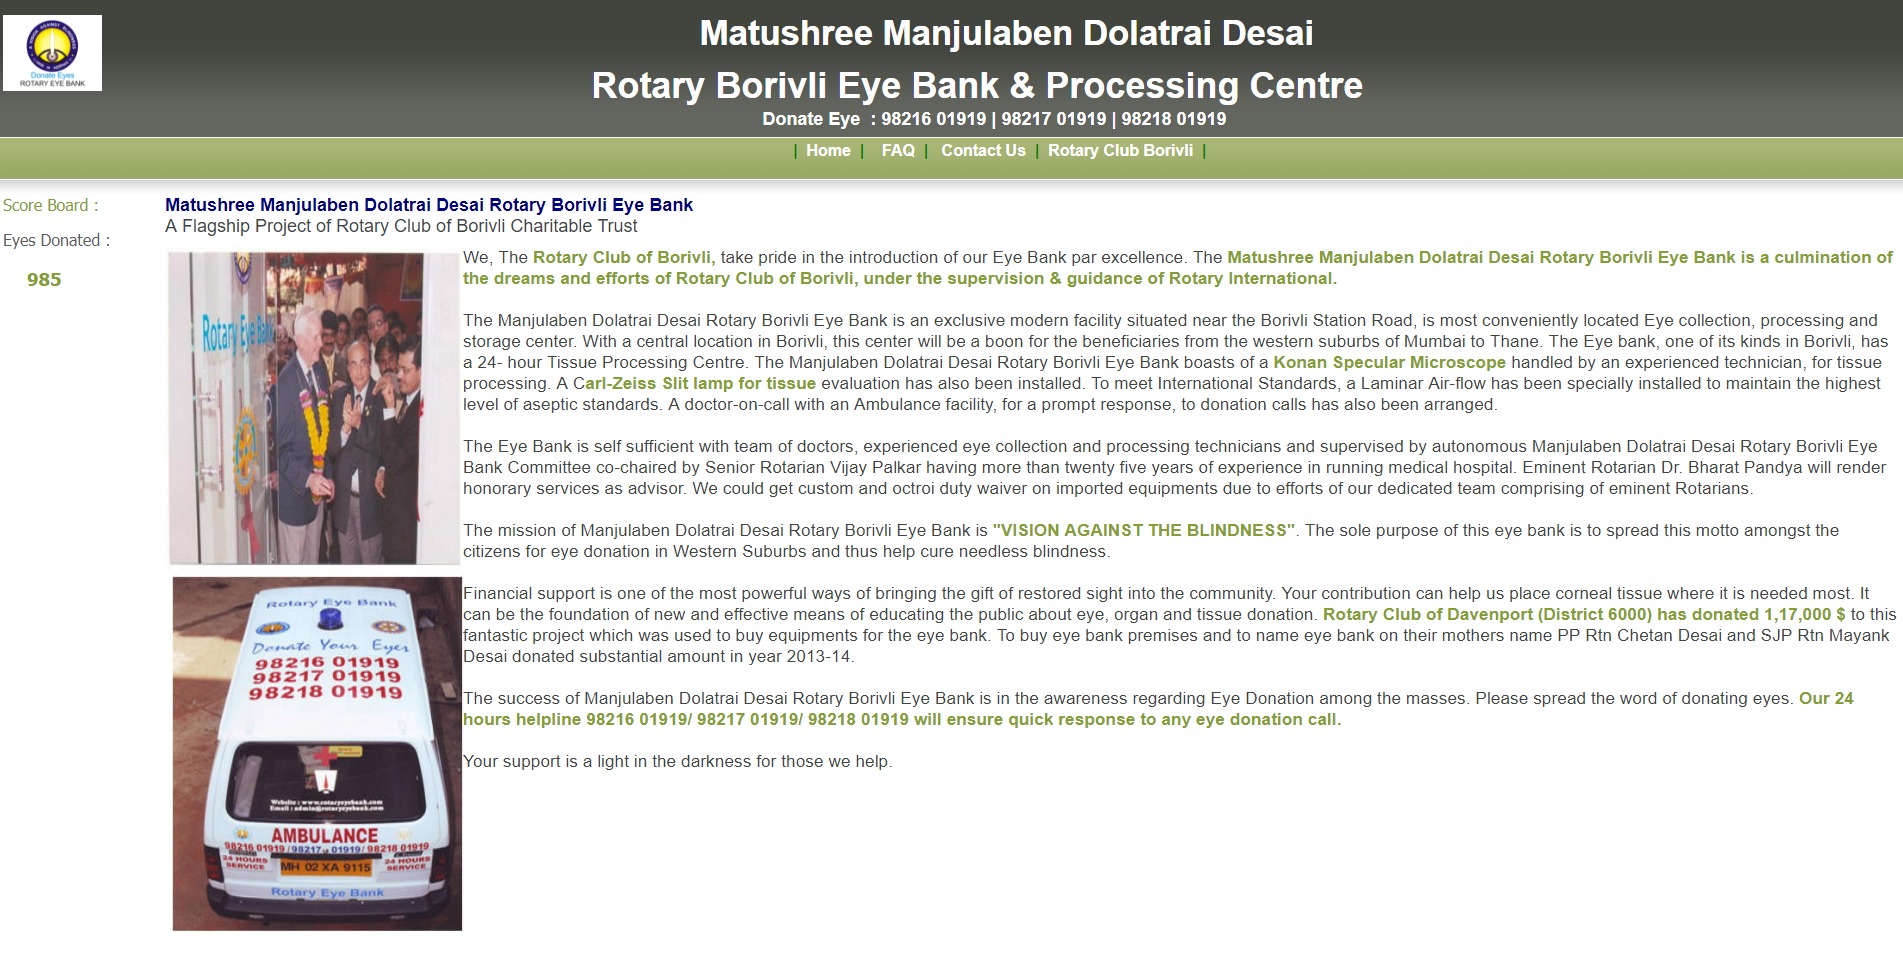 Matushree Manjulaben Dolatrai Desai
Rotary Borivli Eye Bank & Processing Centre
Donate Eye : 98216 01919 | 98217 01919 | 98218 01919
Donate Eyes
ROTARY EYE BANK
| Home | FAQ | Contact Us | Rotary Club Borivli |
Score Board :
Eyes Donated :
985
Matushree Manjulaben Dolatrai Desai Rotary Borivli Eye Bank
A Flagship Project of Rotary Club of Borivli Charitable Trust
Rotary Eye Bank
We, The Rotary Club of Borivli, take pride in the introduction of our Eye Bank par excellence. The Matushree Manjulaben Dolatrai Desai Rotary Borivli Eye Bank is a culmination of
the dreams and efforts of Rotary Club of Borivli, under the supervision & guidance of Rotary International.
The Manjulaben Dolatrai Desai Rotary Borivli Eye Bank is an exclusive modern facility situated near the Borivli Station Road, is most conveniently located Eye collection, processing and
storage center. With a central location in Borivli, this center will be a boon for the beneficiaries from the western suburbs of Mumbai to Thane. The Eye bank, one of its kinds in Borivli, has
a 24- hour Tissue Processing Centre. The Manjulaben Dolatrai Desai Rotary Borivli Eye Bank boasts of a Konan Specular Microscope handled by an experienced technician, for tissue
processing. A Carl-Zeiss Slit lamp for tissue evaluation has also been installed. To meet International Standards, a Laminar Air-flow has been specially installed to maintain the highest
level of aseptic standards. A doctor-on-call with an Ambulance facility, for a prompt response, to donation calls has also been arranged.
The Eye Bank is self sufficient with team of doctors, experienced eye collection and processing technicians and supervised by autonomous Manjulaben Dolatrai Desai Rotary Borivli Eye
Bank Committee co-chaired by Senior Rotarian Vijay Palkar having more than twenty five years of experience in running medical hospital. Eminent Rotarian Dr. Bharat Pandya will render
honorary services as advisor. We could get custom and octroi duty waiver on imported equipments due to efforts of our dedicated team comprising of eminent Rotarians.
The mission of Manjulaben Dolatrai Desai Rotary Borivli Eye Bank is "VISION AGAINST THE BLINDNESS". The sole purpose of this eye bank is to spread this motto amongst the
citizens for eye donation in Western Suburbs and thus help cure needless blindness.
Financial support is one of the most powerful ways of bringing the gift of restored sight into the community. Your contribution can help us place corneal tissue where it is needed most. It
can be the foundation of new and effective means of educating the public about eye, organ and tissue donation. Rotary Club of Davenport (District 6000) has donated 1,17,000 $ to this
fantastic project which was used to buy equipments for the eye bank. To buy eye bank premises and to name eye bank on their mothers name PP Rtn Chetan Desai and SJP Rtn Mayank
Desai donated substantial amount in year 2013-14.
The success of Manjulaben Dolatrai Desai Rotary Borivli Eye Bank is in the awareness regarding Eye Donation among the masses. Please spread the word of donating eyes. Our 24
hours helpline 98216 01919/ 98217 01919/ 98218 01919 will ensure quick response to any eye donation call.
Your support is a light in the darkness for those we help.
Rotary Eye Bank
Donate Your Eyes
98216 01919
98217 01919
98218 01919
Website : www.rotaryeyebank.com
Email : admin@rotaryeyebank.com
AMBULANCE
98216 01919 / 98217 01919 / 98218 01919
24 HOURS SERVICE
MH 02 XA 9115
24 HOURS SERVICE
Rotary Eye Bank